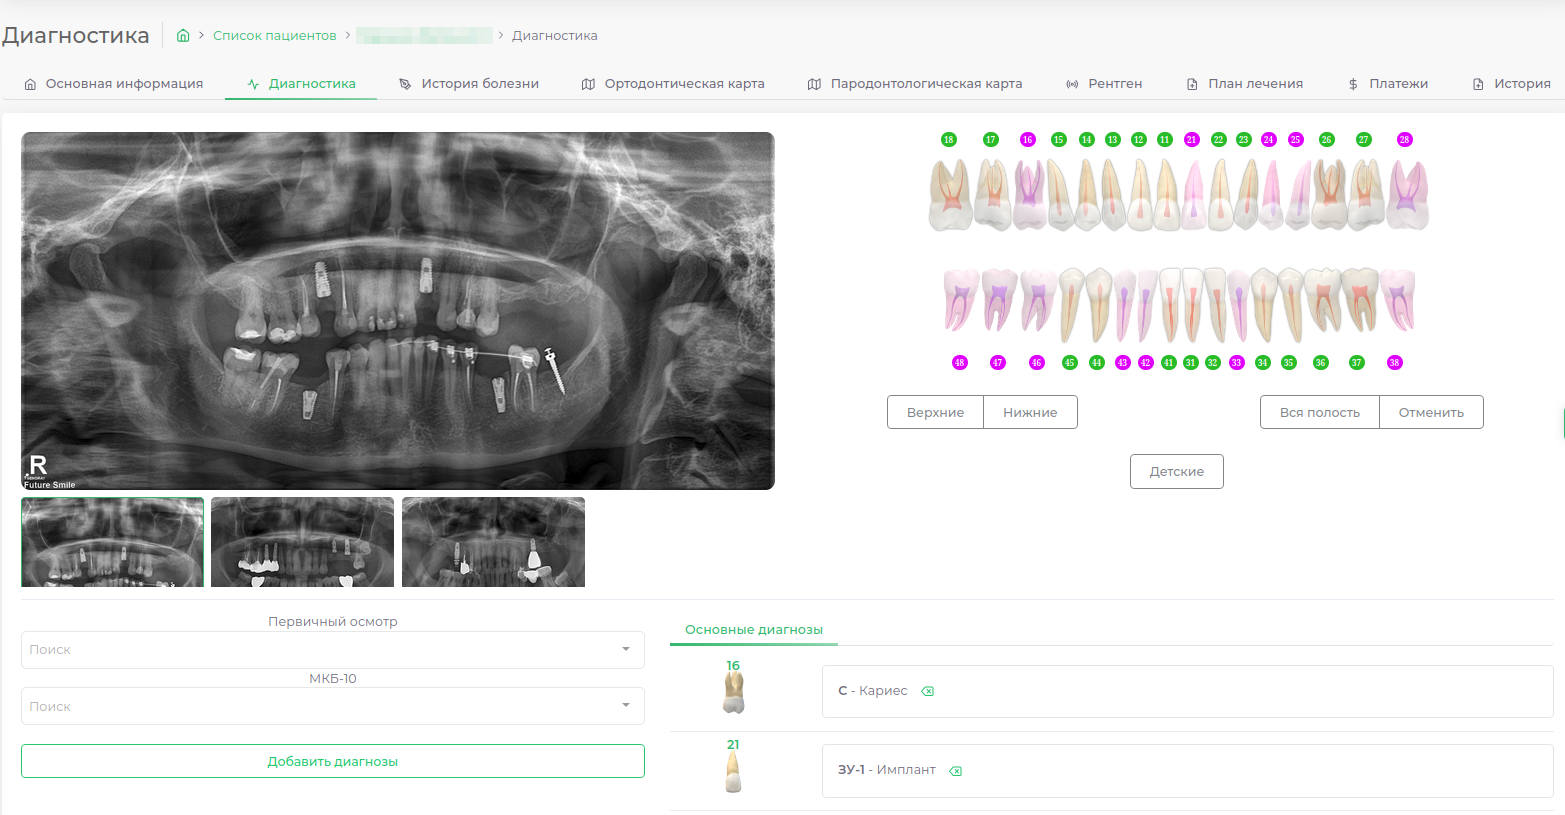 Диагностика
Список пациентов
Диагностика
Основная информация
Диагностика
История болезни
Ортодонтическая карта
Пародонтологическая карта
Рентген
План лечения
Платежи
История
18 17 16 15 14 13 12 11 21 22 23 24 25 26 27 28
48 47 46 45 44 43 42 41 31 32 33 34 35 36 37 38
Верхние
Нижние
Вся полость
Отменить
Детские
R
Future Smile
Первичный осмотр
Поиск
МКБ-10
Поиск
Добавить диагнозы
Основные диагнозы
16
С - Кариес
21
ЗУ-1 - Имплант